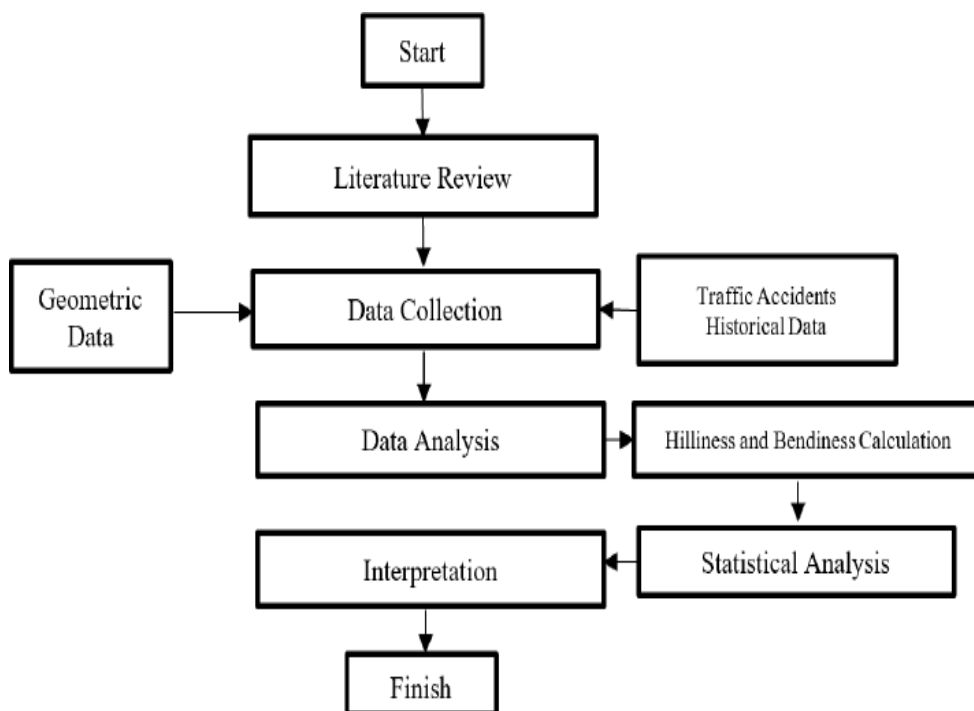 Start
Literature Review
Geometric
Data
Data Collection
Traffic Accidents
Historical Data
Data Analysis
Hilliness and Bendiness Calculation
Statistical Analysis
Interpretation
Finish